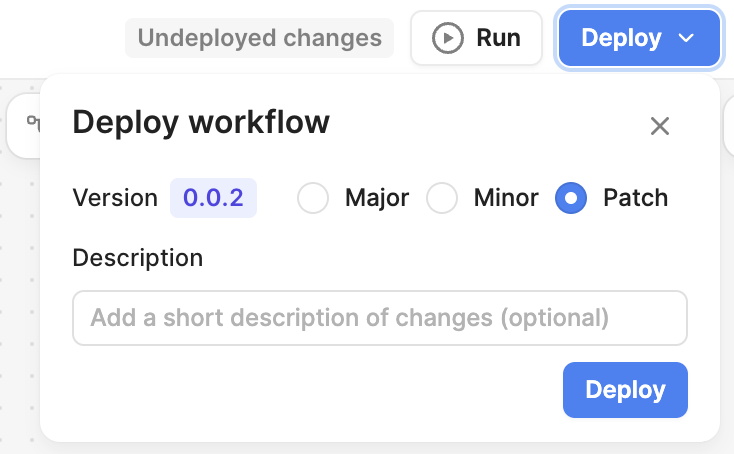 Undeployed changes Run Deploy
Deploy workflow
Version 0.0.2 Major Minor Patch
Description
Add a short description of changes (optional)
Deploy